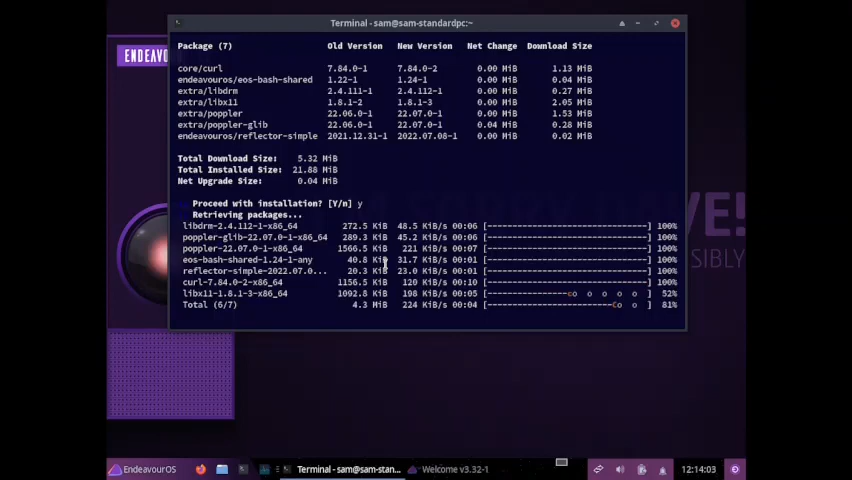 Terminal - sam@sam-standardpc:~
Package (7) Old Version New Version Net Change Download Size
core/curl 7.84.0-1 7.84.0-2 0.00 MiB 1.13 MiB
endeavouros/eos-bash-shared 1.22-1 1.24-1 0.00 MiB 0.04 MiB
extra/libdrm 2.4.111-1 2.4.112-1 0.00 MiB 0.27 MiB
extra/libx11 1.8.1-2 1.8.1-3 0.00 MiB 2.05 MiB
extra/poppler 22.06.0-1 22.07.0-1 0.00 MiB 1.53 MiB
extra/poppler-glib 22.06.0-1 22.07.0-1 0.04 MiB 0.28 MiB
endeavouros/reflector-simple 2021.12.31-1 2022.07.08-1 0.00 MiB 0.02 MiB
Total Download Size: 5.32 MiB
Total Installed Size: 21.88 MiB
Net Upgrade Size: 0.04 MiB
Proceed with installation? [Y/n] y
Retrieving packages...
libdrm-2.4.112-1-x86_64 272.5 KiB 48.5 KiB/s 00:06 [----------------------------------] 100%
poppler-glib-22.07.0-1-x86_64 289.3 KiB 45.2 KiB/s 00:06 [----------------------------------] 100%
poppler-22.07.0-1-x86_64 1566.5 KiB 221 KiB/s 00:07 [----------------------------------] 100%
eos-bash-shared-1.24-1-any 40.8 KiB 31.7 KiB/s 00:01 [----------------------------------] 100%
reflector-simple-2022.07.0... 20.3 KiB 23.0 KiB/s 00:01 [----------------------------------] 100%
curl-7.84.0-2-x86_64 1156.5 KiB 120 KiB/s 00:10 [----------------------------------] 100%
libx11-1.8.1-3-x86_64 1092.8 KiB 198 KiB/s 00:05 [-----------------co o o o o ] 52%
Total (6/7) 4.3 MiB 224 KiB/s 00:04 [---------------------------Co o ] 81%
ENDEAVO
!
SIBLY
EndeavourOS
Terminal - sam@sam-stan...
Welcome v3.32-1
12:14:03